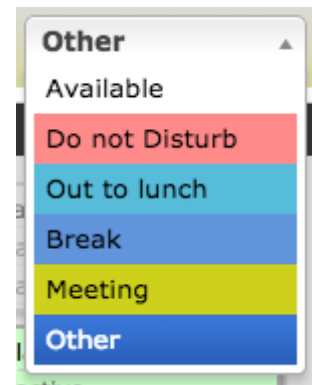 Other
Available
Do not Disturb
Out to lunch
Break
Meeting
Other